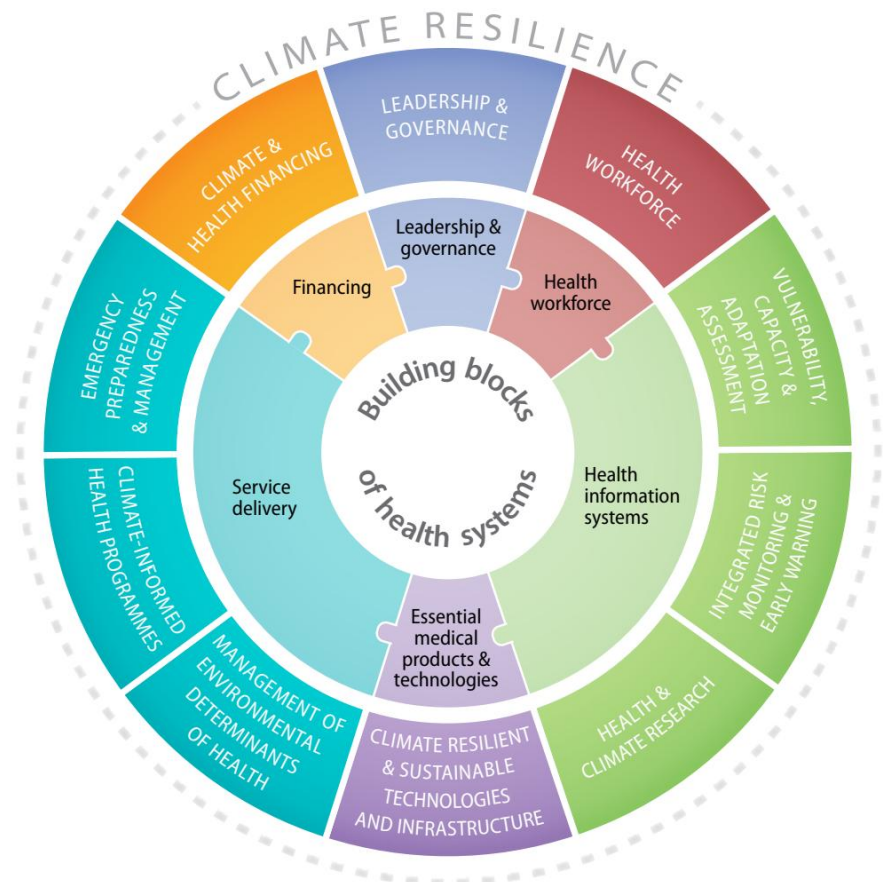 CLIMATE RESILIENCE
LEADERSHIP &
GOVERNANCE
HEALTH
WORKFORCE
VULNERABILITY,
CAPACITY &
ADAPTATION
ASSESSMENT
INTEGRATED RISK
MONITORING &
EARLY WARNING
HEALTH &
CLIMATE RESEARCH
CLIMATE RESILIENT
& SUSTAINABLE
TECHNOLOGIES
AND INFRASTRUCTURE
MANAGEMENT OF
ENVIRONMENTAL
DETERMINANTS
OF HEALTH
CLIMATE-INFORMED
HEALTH PROGRAMMES
EMERGENCY
PREPAREDNESS
& MANAGEMENT
CLIMATE &
HEALTH FINANCING
Leadership &
governance
Health
workforce
Health
information
systems
Essential
medical
products &
technologies
Service
delivery
Financing
Building blocks
of health systems